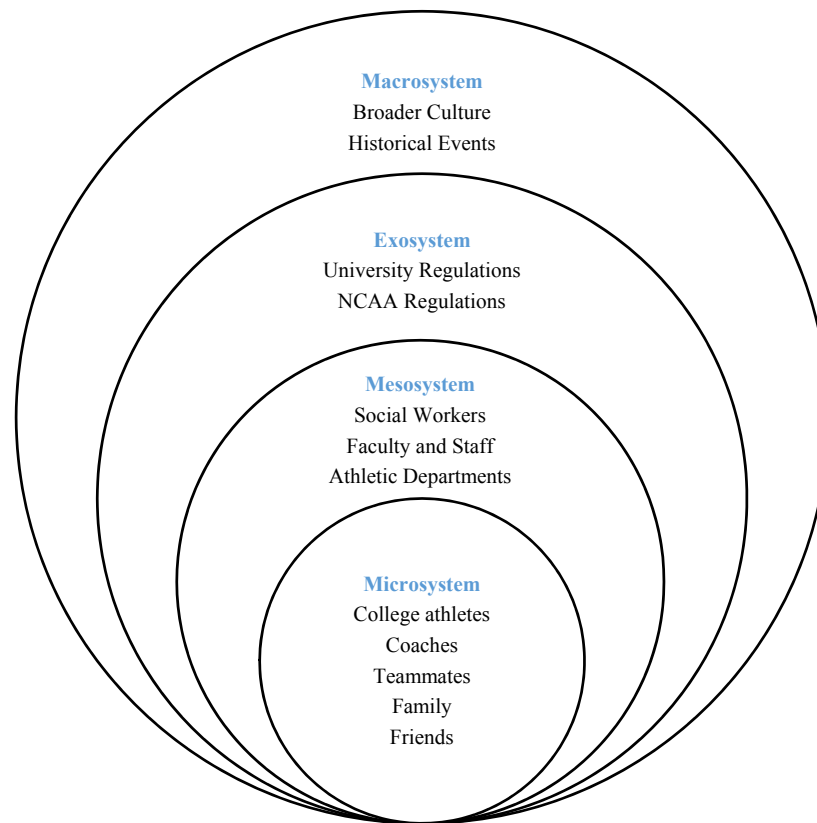 Macrosystem
Broader Culture
Historical Events
Exosystem
University Regulations
NCAA Regulations
Mesosystem
Social Workers
Faculty and Staff
Athletic Departments
Microsystem
College athletes
Coaches
Teammates
Family
Friends